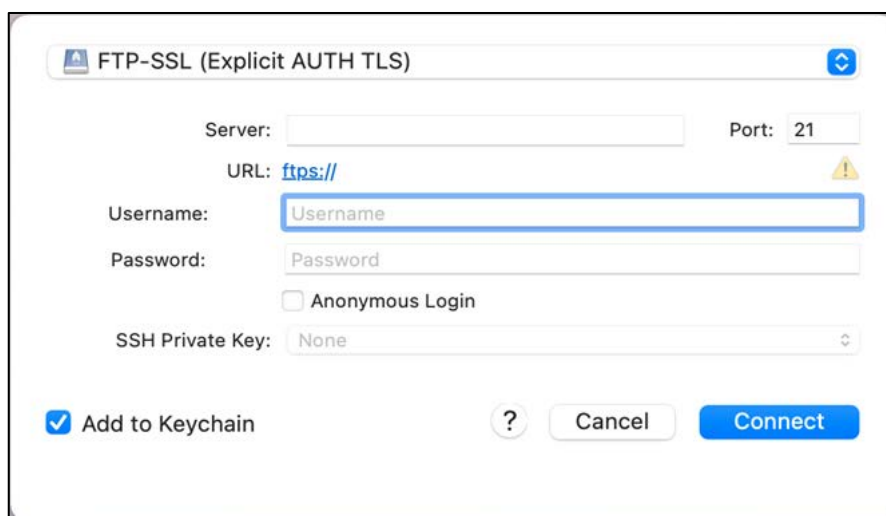 FTP-SSL (Explicit AUTH TLS)
Server: Port: 21
URL: ftps://
Username: Username
Password: Password
Anonymous Login
SSH Private Key: None
Add to Keychain ? Cancel Connect